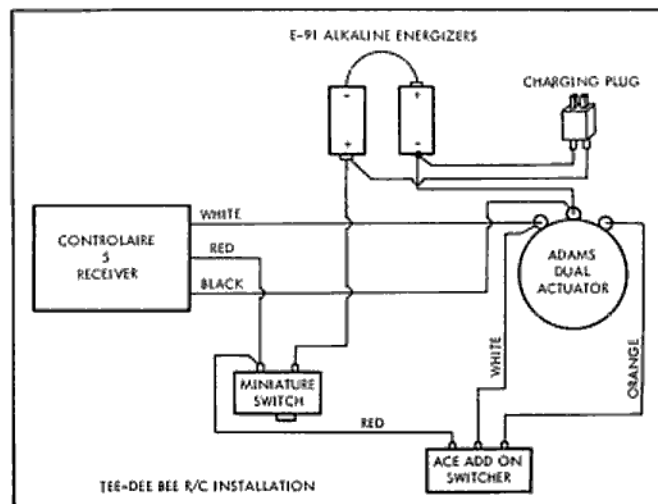 E-91 ALKALINE ENERGIZERS
-
+
+
-
CHARGING PLUG
WHITE
CONTROLAIRE
5
RECEIVER
RED
BLACK
ADAMS
DUAL
ACTUATOR
MINIATURE
SWITCH
WHITE
ORANGE
RED
ACE ADD ON
SWITCHER
TEE-DEE BEE R/C INSTALLATION